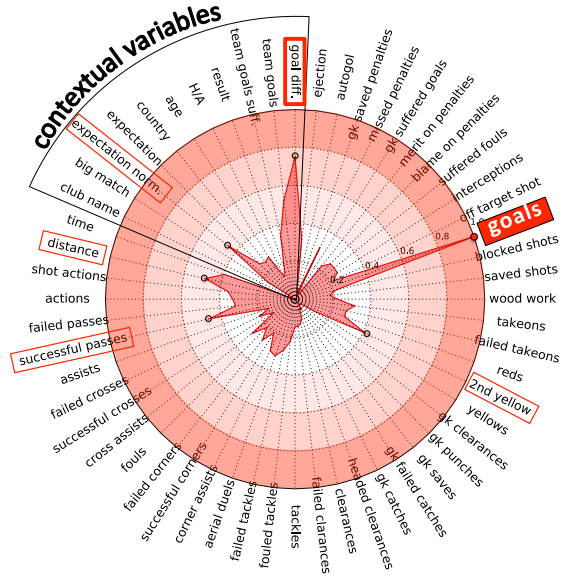 contextual variables
goal diff.
ejection
autogol
gk saved penalties
missed penalties
gk suffered goals
merit on penalties
blame on penalties
suffered fouls
interceptions
off target shot
goals
blocked shots
saved shots
wood work
takeons
failed takeons
reds
2nd yellow
yellows
gk clearances
gk punches
gk saves
gk failed catches
gk catches
headed clearances
clearances
failed clarances
tackles
fouled tackles
failed tackles
aerial duels
corner assists
successful corners
failed corners
fouls
cross assists
successful crosses
failed crosses
assists
successful passes
failed passes
actions
shot actions
distance
time
club name
big match
expectation norm.
expectation
country
age
H/A
result
team goals suff.
team goals
0.2
0.4
0.6
0.8